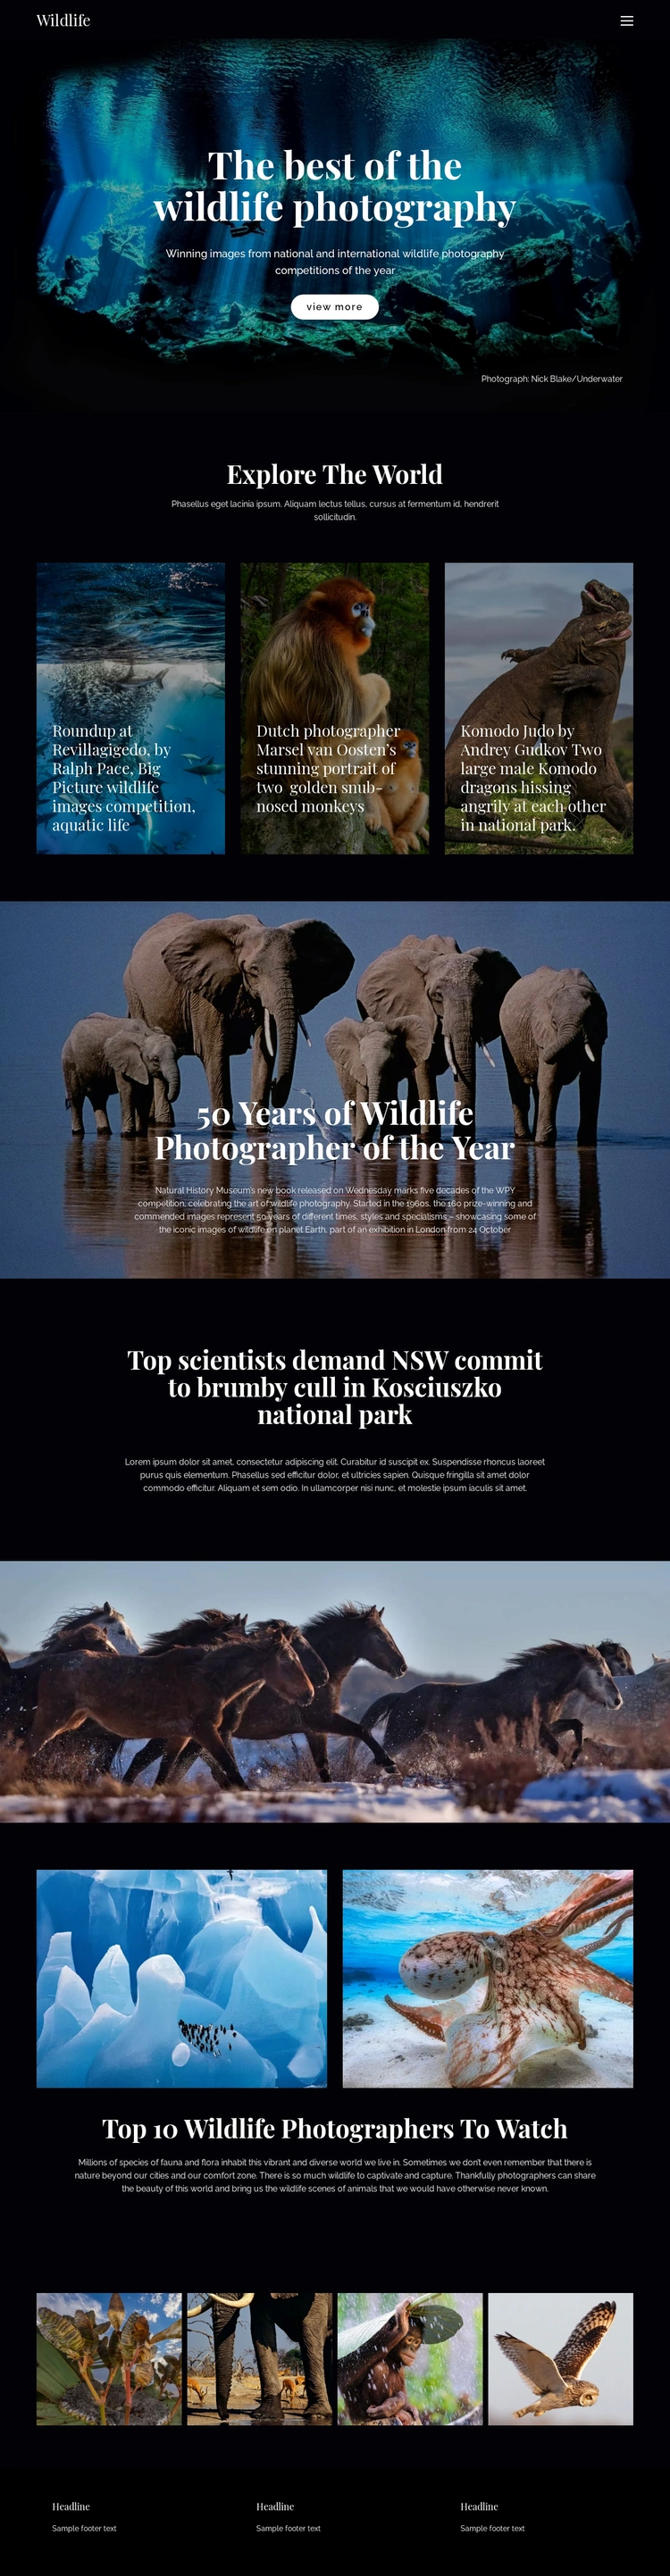 Wildlife
The best of the
wildlife photography
Winning images from national and international wildlife photography
competitions of the year
view more
Photograph: Nick Blake/Underwater
Explore The World
Phasellus eget lacinia ipsum. Aliquam lectus tellus, cursus at fermentum id, hendrerit
sollicitudin.
Roundup at
Revillagigedo, by
Ralph Pace, Big
Picture wildlife
images competition,
aquatic life
Dutch photographer
Marsel van Oosten's
stunning portrait of
two golden snub-
nosed monkeys
Komodo Judo by
Andrey Gudkov Two
large male Komodo
dragons hissing
angrily at each other
in national park.
50 Years of Wildlife
Photographer of the Year
Natural History Museum's new book released on Wednesday marks five decades of the WPY
competition, celebrating the art of wildlife photography. Started in the 1960s, the 160 prize-winning and
commended images represent 50 years of different times, styles and specialisms – showcasing some of
the iconic images of wildlife on planet Earth, part of an exhibition in London from 24 October
Top scientists demand NSW commit
to brumby cull in Kosciuszko
national park
Lorem ipsum dolor sit amet, consectetur adipiscing elit. Curabitur id suscipit ex. Suspendisse rhoncus laoreet
purus quis elementum. Phasellus sed efficitur dolor, et ultricies sapien. Quisque fringilla sit amet dolor
commodo efficitur. Aliquam et sem odio. In ullamcorper nisi nunc, et molestie ipsum iaculis sit amet.
Top 10 Wildlife Photographers To Watch
Millions of species of fauna and flora inhabit this vibrant and diverse world we live in. Sometimes we don't even remember that there is
nature beyond our cities and our comfort zone. There is so much wildlife to captivate and capture. Thankfully photographers can share
the beauty of this world and bring us the wildlife scenes of animals that we would have otherwise never known.
Headline
Sample footer text
Headline
Sample footer text
Headline
Sample footer text